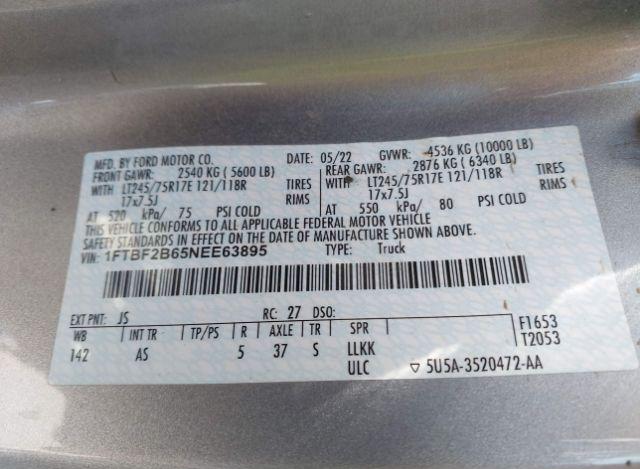 MFD. BY FORD MOTOR CO. DATE: 05/22 GVWR: 4536 KG (10000 LB)
FRONT GAWR: 2540 KG ( 5600 LB) REAR GAWR: 2876 KG ( 6340 LB)
WITH LT245/75R17E 121/118R TIRES WITH LT245/75R17E 121/118R TIRES
17x7.5J RIMS 17x7.5J RIMS
AT 520 kPa/ 75 PSI COLD AT 550 kPa/ 80 PSI COLD
THIS VEHICLE CONFORMS TO ALL APPLICABLE FEDERAL MOTOR VEHICLE
SAFETY STANDARDS IN EFFECT ON THE DATE OF MANUFACTURE SHOWN ABOVE.
VIN: 1FTBF2B65NEE63895 TYPE: Truck
EXT PNT: JS RC: 27 DSO:
WB INT TR TP/PS R AXLE TR SPR F1653
142 AS 5 37 S LLKK T2053
ULC ▽ 5U5A-3520472-AA